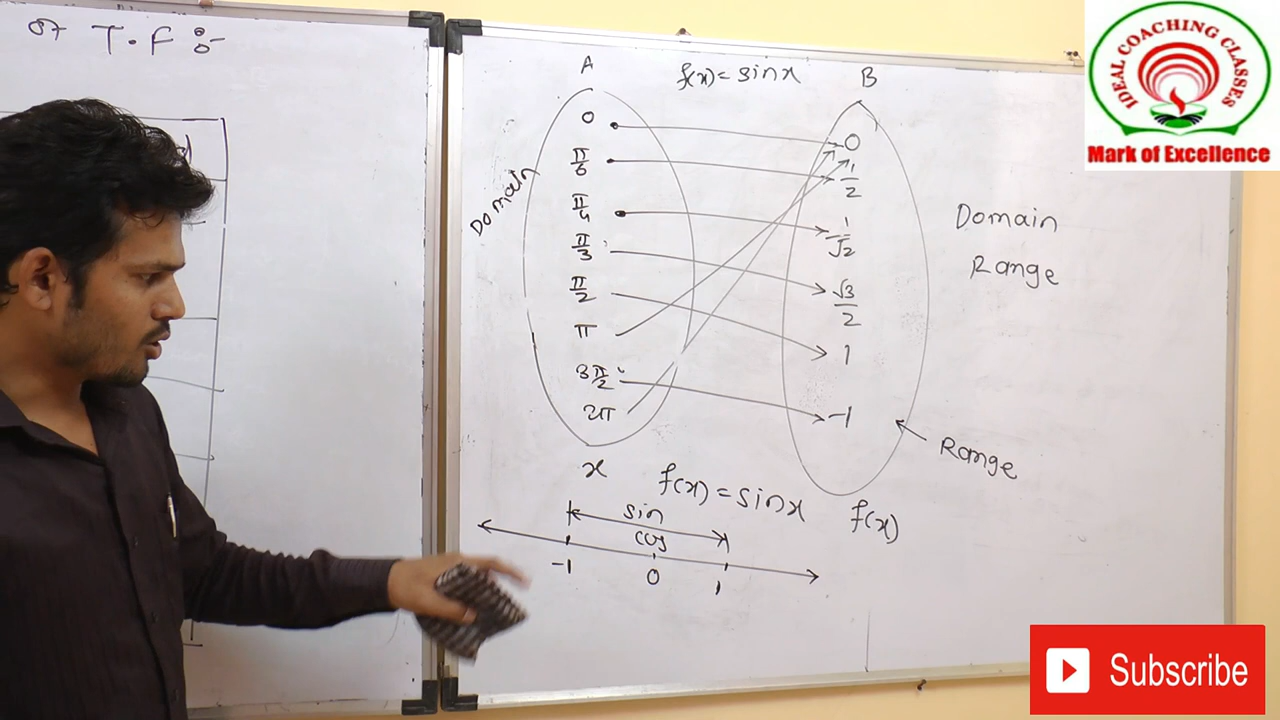 of T.F :-
A
f(x) = sin x
B
0
π/6
π/4
π/3
π/2
π
3π/2
2π
x
Domain
0
1/2
1/√2
√3/2
1
-1
f(x)
Range
Domain
Range
f(x) = sin x
sin
cos
-1 0 1
IDEAL COACHING CLASSES
Mark of Excellence
Subscribe